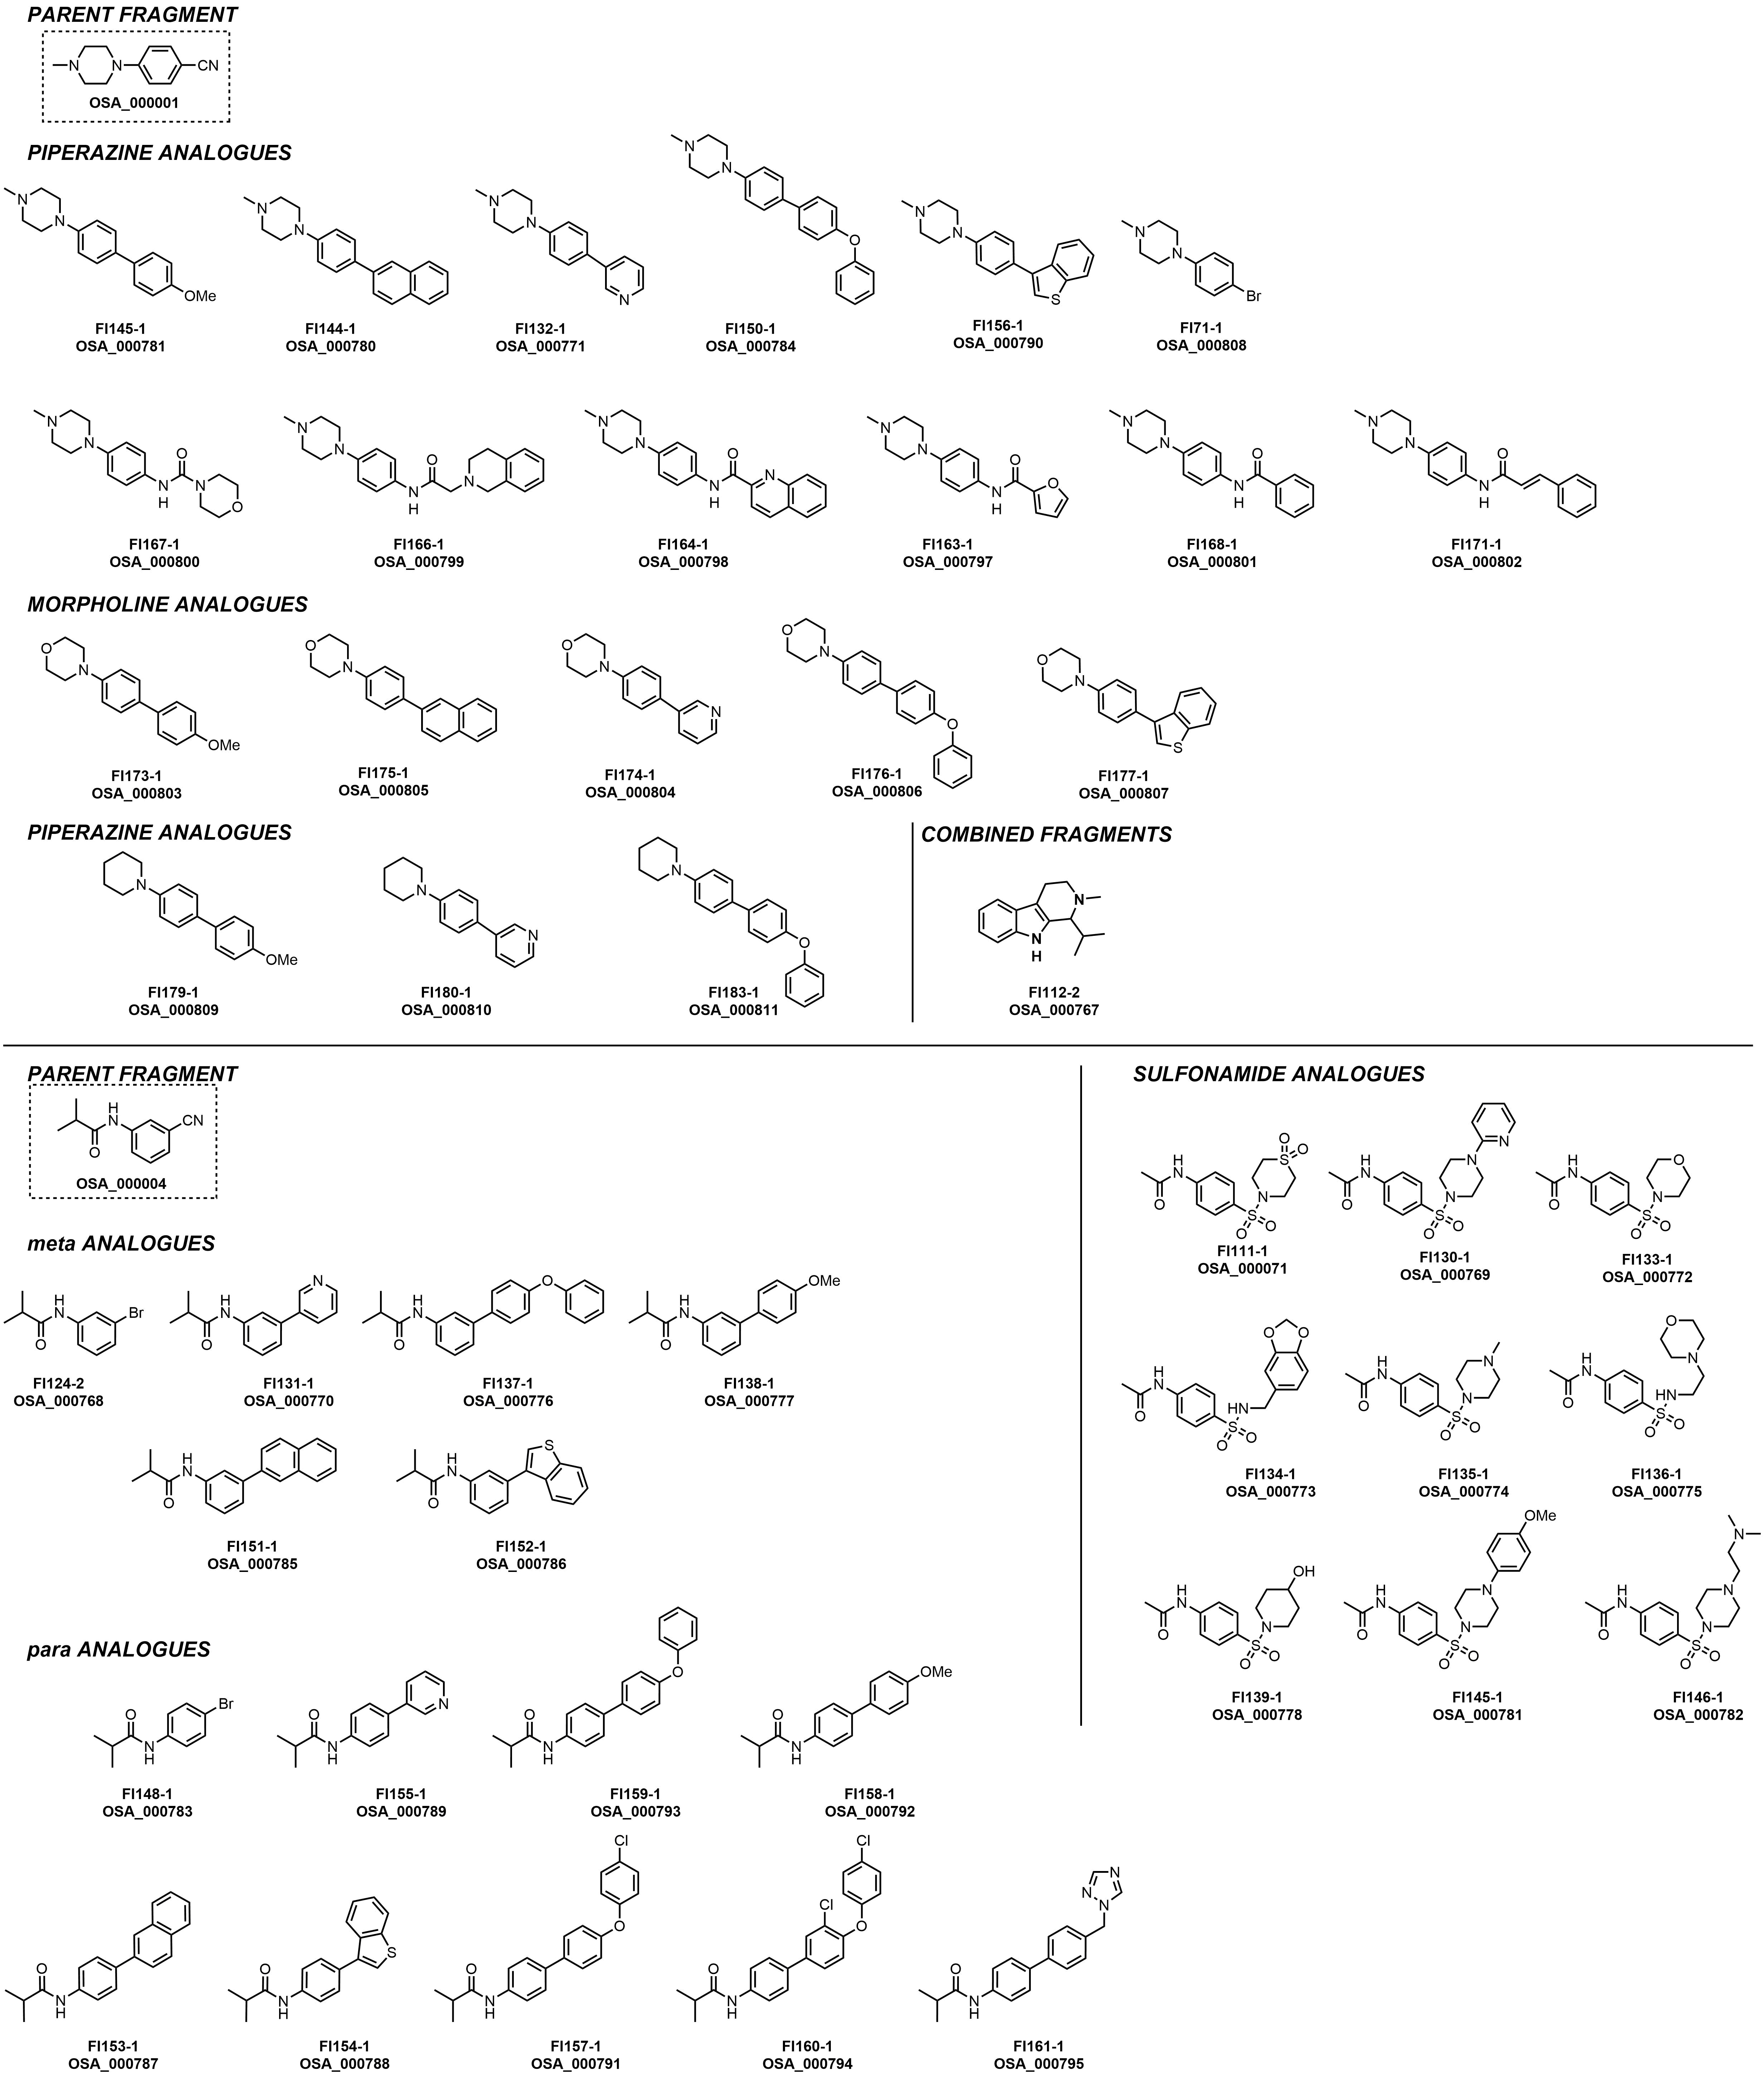 PARENT FRAGMENT
N
N
CN
OSA_000001
PIPERAZINE ANALOGUES
N
N
OMe
FI145-1
OSA_000781
N
N
FI144-1
OSA_000780
N
N
N
FI132-1
OSA_000771
N
N
O
FI150-1
OSA_000784
N
N
S
FI156-1
OSA_000790
N
N
Br
FI71-1
OSA_000808
N
N
N
H
O
N
O
FI167-1
OSA_000800
N
N
N
H
O
N
FI166-1
OSA_000799
N
N
N
H
O
N
FI164-1
OSA_000798
N
N
N
H
O
O
FI163-1
OSA_000797
N
N
N
H
O
FI168-1
OSA_000801
N
N
N
H
O
FI171-1
OSA_000802
MORPHOLINE ANALOGUES
O
N
OMe
FI173-1
OSA_000803
O
N
FI175-1
OSA_000805
O
N
N
FI174-1
OSA_000804
O
N
O
FI176-1
OSA_000806
O
N
S
FI177-1
OSA_000807
PIPERAZINE ANALOGUES
N
OMe
FI179-1
OSA_000809
N
N
FI180-1
OSA_000810
N
O
FI183-1
OSA_000811
COMBINED FRAGMENTS
N
N
H
FI112-2
OSA_000767
PARENT FRAGMENT
H
N
O
CN
OSA_000004
meta ANALOGUES
H
N
O
Br
FI124-2
OSA_000768
H
N
O
N
FI131-1
OSA_000770
H
N
O
O
FI137-1
OSA_000776
H
N
O
OMe
FI138-1
OSA_000777
H
N
O
FI151-1
OSA_000785
H
N
O
S
FI152-1
OSA_000786
para ANALOGUES
O
N
H
Br
FI148-1
OSA_000783
O
N
H
N
FI155-1
OSA_000789
O
N
H
O
FI159-1
OSA_000793
O
N
H
OMe
FI158-1
OSA_000792
O
N
H
FI153-1
OSA_000787
O
N
H
S
FI154-1
OSA_000788
Cl
O
O
N
H
FI157-1
OSA_000791
Cl
Cl
O
O
N
H
FI160-1
OSA_000794
N
N
N
O
N
H
FI161-1
OSA_000795
SULFONAMIDE ANALOGUES
O
S
O
H
N
O
N
S
O
O
FI111-1
OSA_000071
N
N
H
N
O
N
S
O
O
FI130-1
OSA_000769
O
H
N
O
N
S
O
O
FI133-1
OSA_000772
O
O
H
N
O
HN
S
O
O
FI134-1
OSA_000773
N
H
N
O
N
S
O
O
FI135-1
OSA_000774
O
N
H
N
O
HN
S
O
O
FI136-1
OSA_000775
OH
H
N
O
N
S
O
O
FI139-1
OSA_000778
OMe
N
H
N
O
N
S
O
O
FI145-1
OSA_000781
N
N
H
N
O
N
S
O
O
FI146-1
OSA_000782